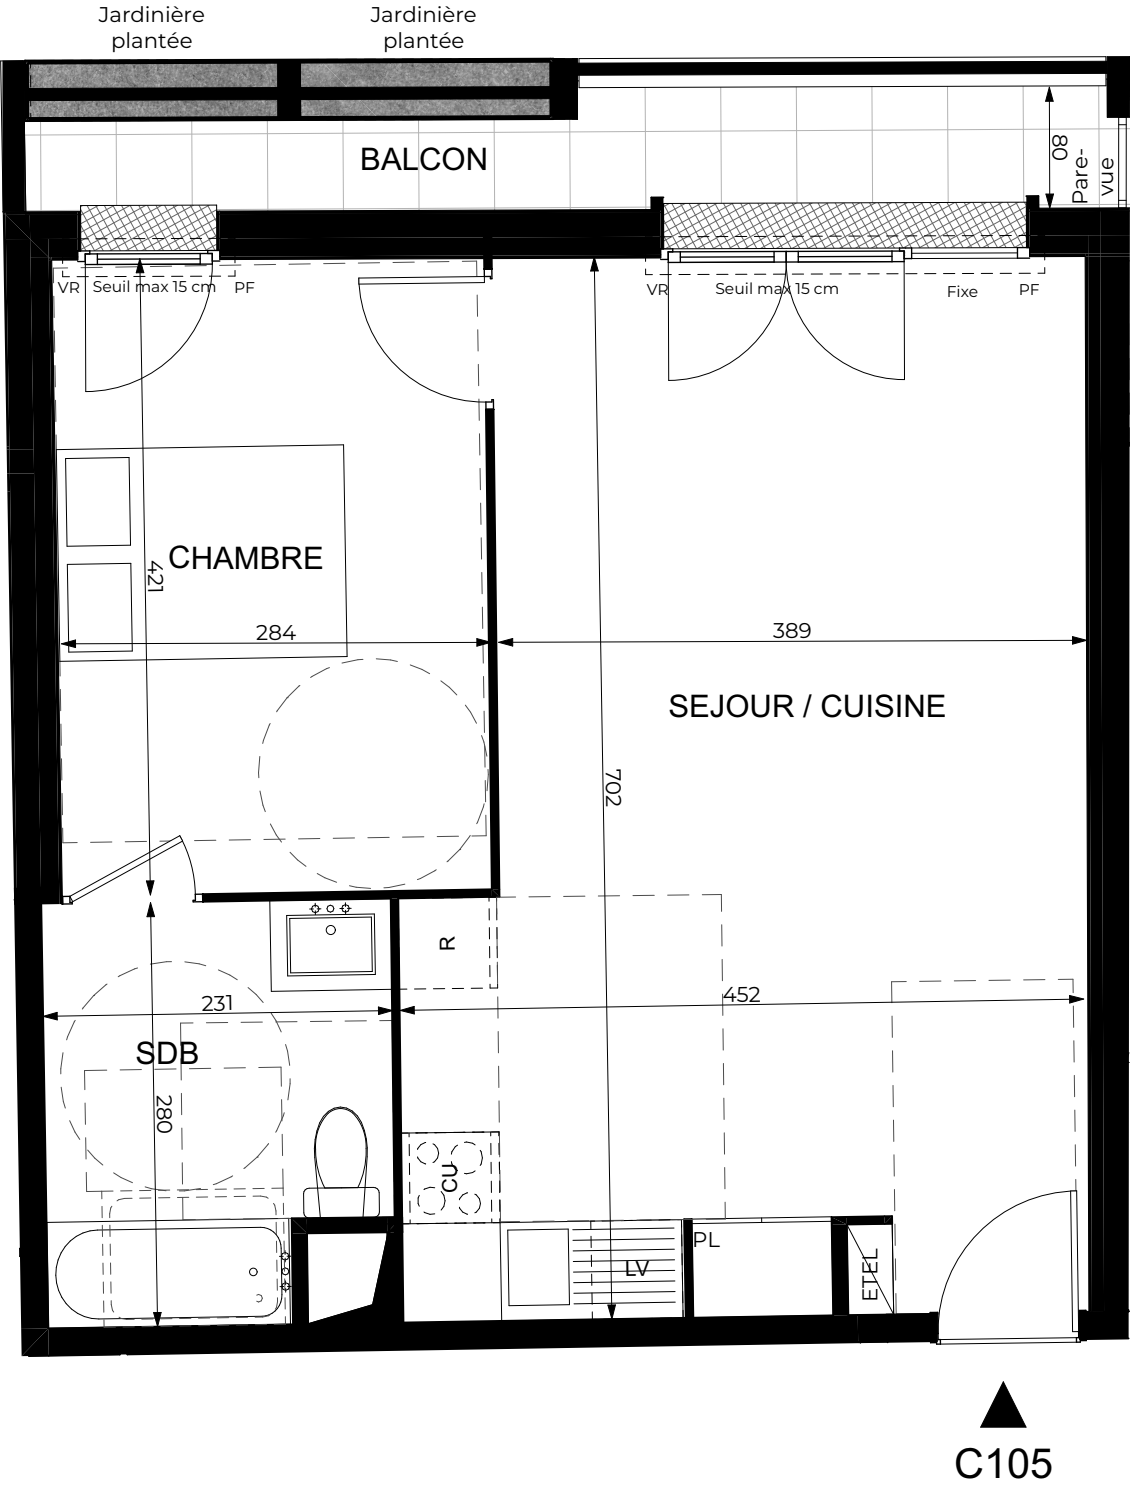 Jardinière
plantée
Jardinière
plantée
BALCON
80
Pare-
vue
VR
Seuil max 15 cm
PF
VR
Seuil max 15 cm
Fixe
PF
CHAMBRE
421
284
389
SEJOUR / CUISINE
702
R
231
452
SDB
280
CU
PL
LV
ETEL
C105